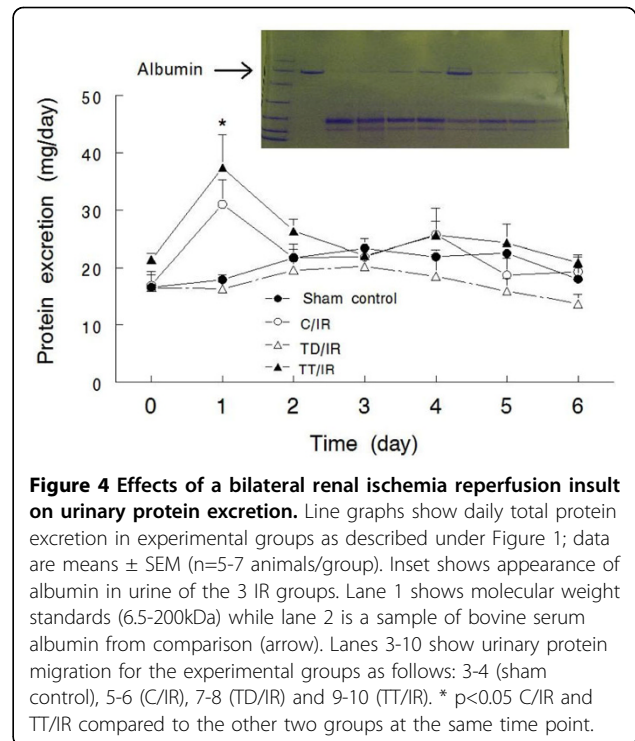 Albumin
50
*
40
30
20
10
0
Protein excretion (mg/day)
Sham control
C/IR
TD/IR
TT/IR
0 1 2 3 4 5 6
Time (day)
Figure 4 Effects of a bilateral renal ischemia reperfusion insult
on urinary protein excretion. Line graphs show daily total protein
excretion in experimental groups as described under Figure 1; data
are means ± SEM (n=5-7 animals/group). Inset shows appearance of
albumin in urine of the 3 IR groups. Lane 1 shows molecular weight
standards (6.5-200kDa) while lane 2 is a sample of bovine serum
albumin from comparison (arrow). Lanes 3-10 show urinary protein
migration for the experimental groups as follows: 3-4 (sham
control), 5-6 (C/IR), 7-8 (TD/IR) and 9-10 (TT/IR). * p<0.05 C/IR and
TT/IR compared to the other two groups at the same time point.